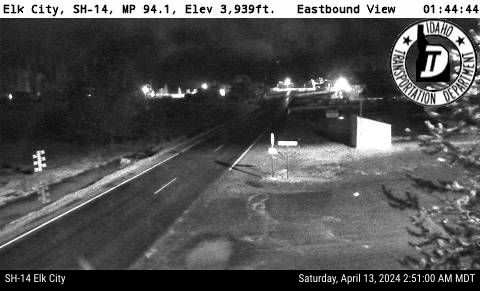 Elk City, SH-14, MP 94.1, Elev 3,939ft. Eastbound View 01:44:44
IDAHO
TRANSPORTATION DEPARTMENT
SH-14 Elk City Saturday, April 13, 2024 2:51:00 AM MDT